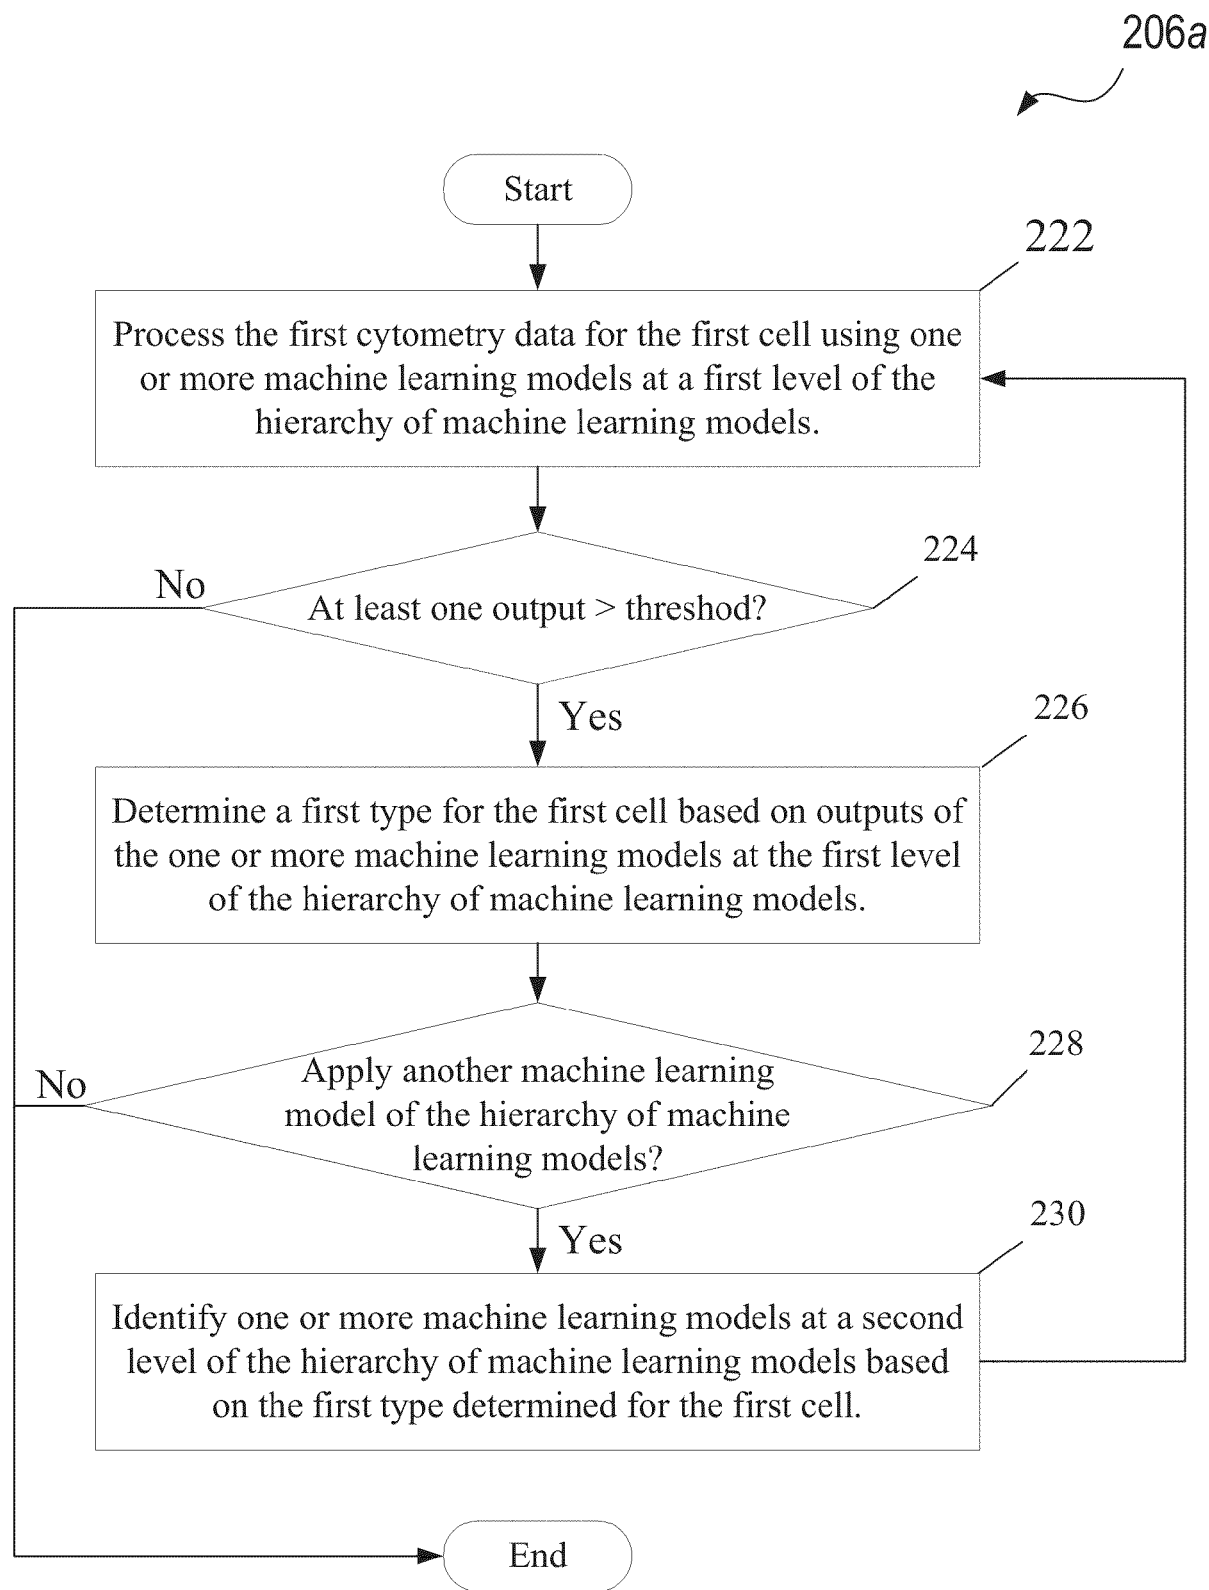 206a
Start
222
Process the first cytometry data for the first cell using one
or more machine learning models at a first level of the
hierarchy of machine learning models.
224
No
At least one output > threshod?
Yes
226
Determine a first type for the first cell based on outputs of
the one or more machine learning models at the first level
of the hierarchy of machine learning models.
228
No
Apply another machine learning
model of the hierarchy of machine
learning models?
Yes
230
Identify one or more machine learning models at a second
level of the hierarchy of machine learning models based
on the first type determined for the first cell.
End